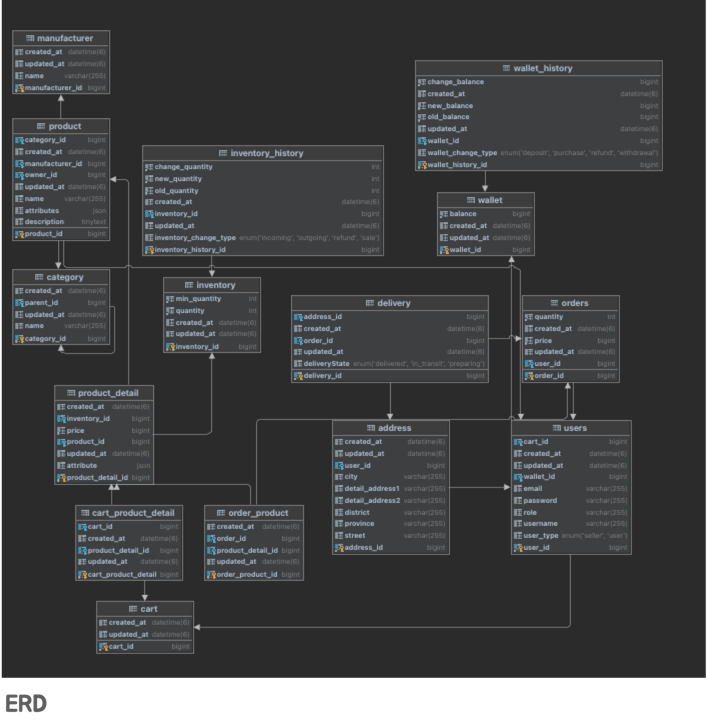 manufacturer
created_at datetime(6)
updated_at datetime(6)
name varchar(255)
manufacturer_id bigint
product
category_id bigint
created_at datetime(6)
manufacturer_id bigint
owner_id bigint
updated_at datetime(6)
name varchar(255)
attributes json
description tinytext
product_id bigint
category
created_at datetime(6)
parent_id bigint
updated_at datetime(6)
name varchar(255)
category_id bigint
inventory_history
change_quantity int
new_quantity int
old_quantity int
created_at datetime(6)
inventory_id bigint
updated_at datetime(6)
inventory_change_type enum('incoming', 'outgoing', 'refund', 'sale')
inventory_history_id bigint
wallet_history
change_balance bigint
created_at datetime(6)
new_balance bigint
old_balance bigint
updated_at datetime(6)
wallet_id bigint
wallet_change_type enum('deposit', 'purchase', 'refund', 'withdrawal')
wallet_history_id bigint
wallet
balance bigint
created_at datetime(6)
updated_at datetime(6)
wallet_id bigint
inventory
min_quantity int
quantity int
created_at datetime(6)
updated_at datetime(6)
inventory_id bigint
delivery
address_id bigint
created_at datetime(6)
order_id bigint
updated_at datetime(6)
deliveryState enum('delivered', 'in_transit', 'preparing')
delivery_id bigint
orders
quantity int
created_at datetime(6)
price bigint
updated_at datetime(6)
user_id bigint
order_id bigint
product_detail
created_at datetime(6)
inventory_id bigint
price bigint
product_id bigint
updated_at datetime(6)
attribute json
product_detail_id bigint
address
created_at datetime(6)
updated_at datetime(6)
user_id bigint
city varchar(255)
detail_address1 varchar(255)
detail_address2 varchar(255)
district varchar(255)
province varchar(255)
street varchar(255)
address_id bigint
users
cart_id bigint
created_at datetime(6)
updated_at datetime(6)
wallet_id bigint
email varchar(255)
password varchar(255)
role varchar(255)
username varchar(255)
user_type enum('seller', 'user')
user_id bigint
cart_product_detail
cart_id bigint
created_at datetime(6)
product_detail_id bigint
updated_at datetime(6)
cart_product_detail bigint
order_product
created_at datetime(6)
order_id bigint
product_detail_id bigint
updated_at datetime(6)
order_product_id bigint
cart
created_at datetime(6)
updated_at datetime(6)
cart_id bigint
ERD